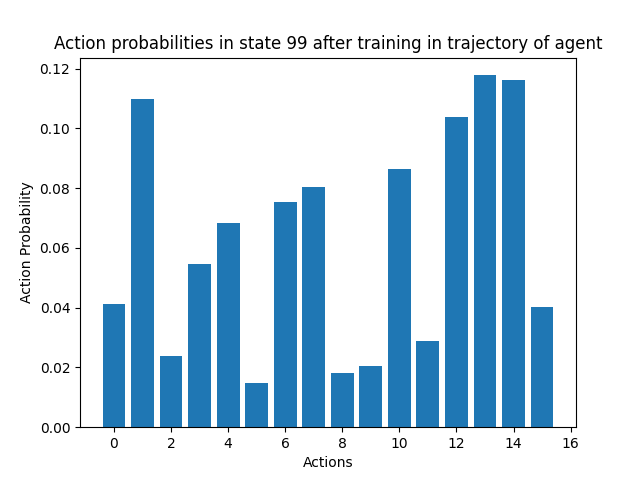 Action probabilities in state 99 after training in trajectory of agent
0.12
0.10
0.08
0.06
0.04
0.02
0.00
Action Probability
0 2 4 6 8 10 12 14 16
Actions